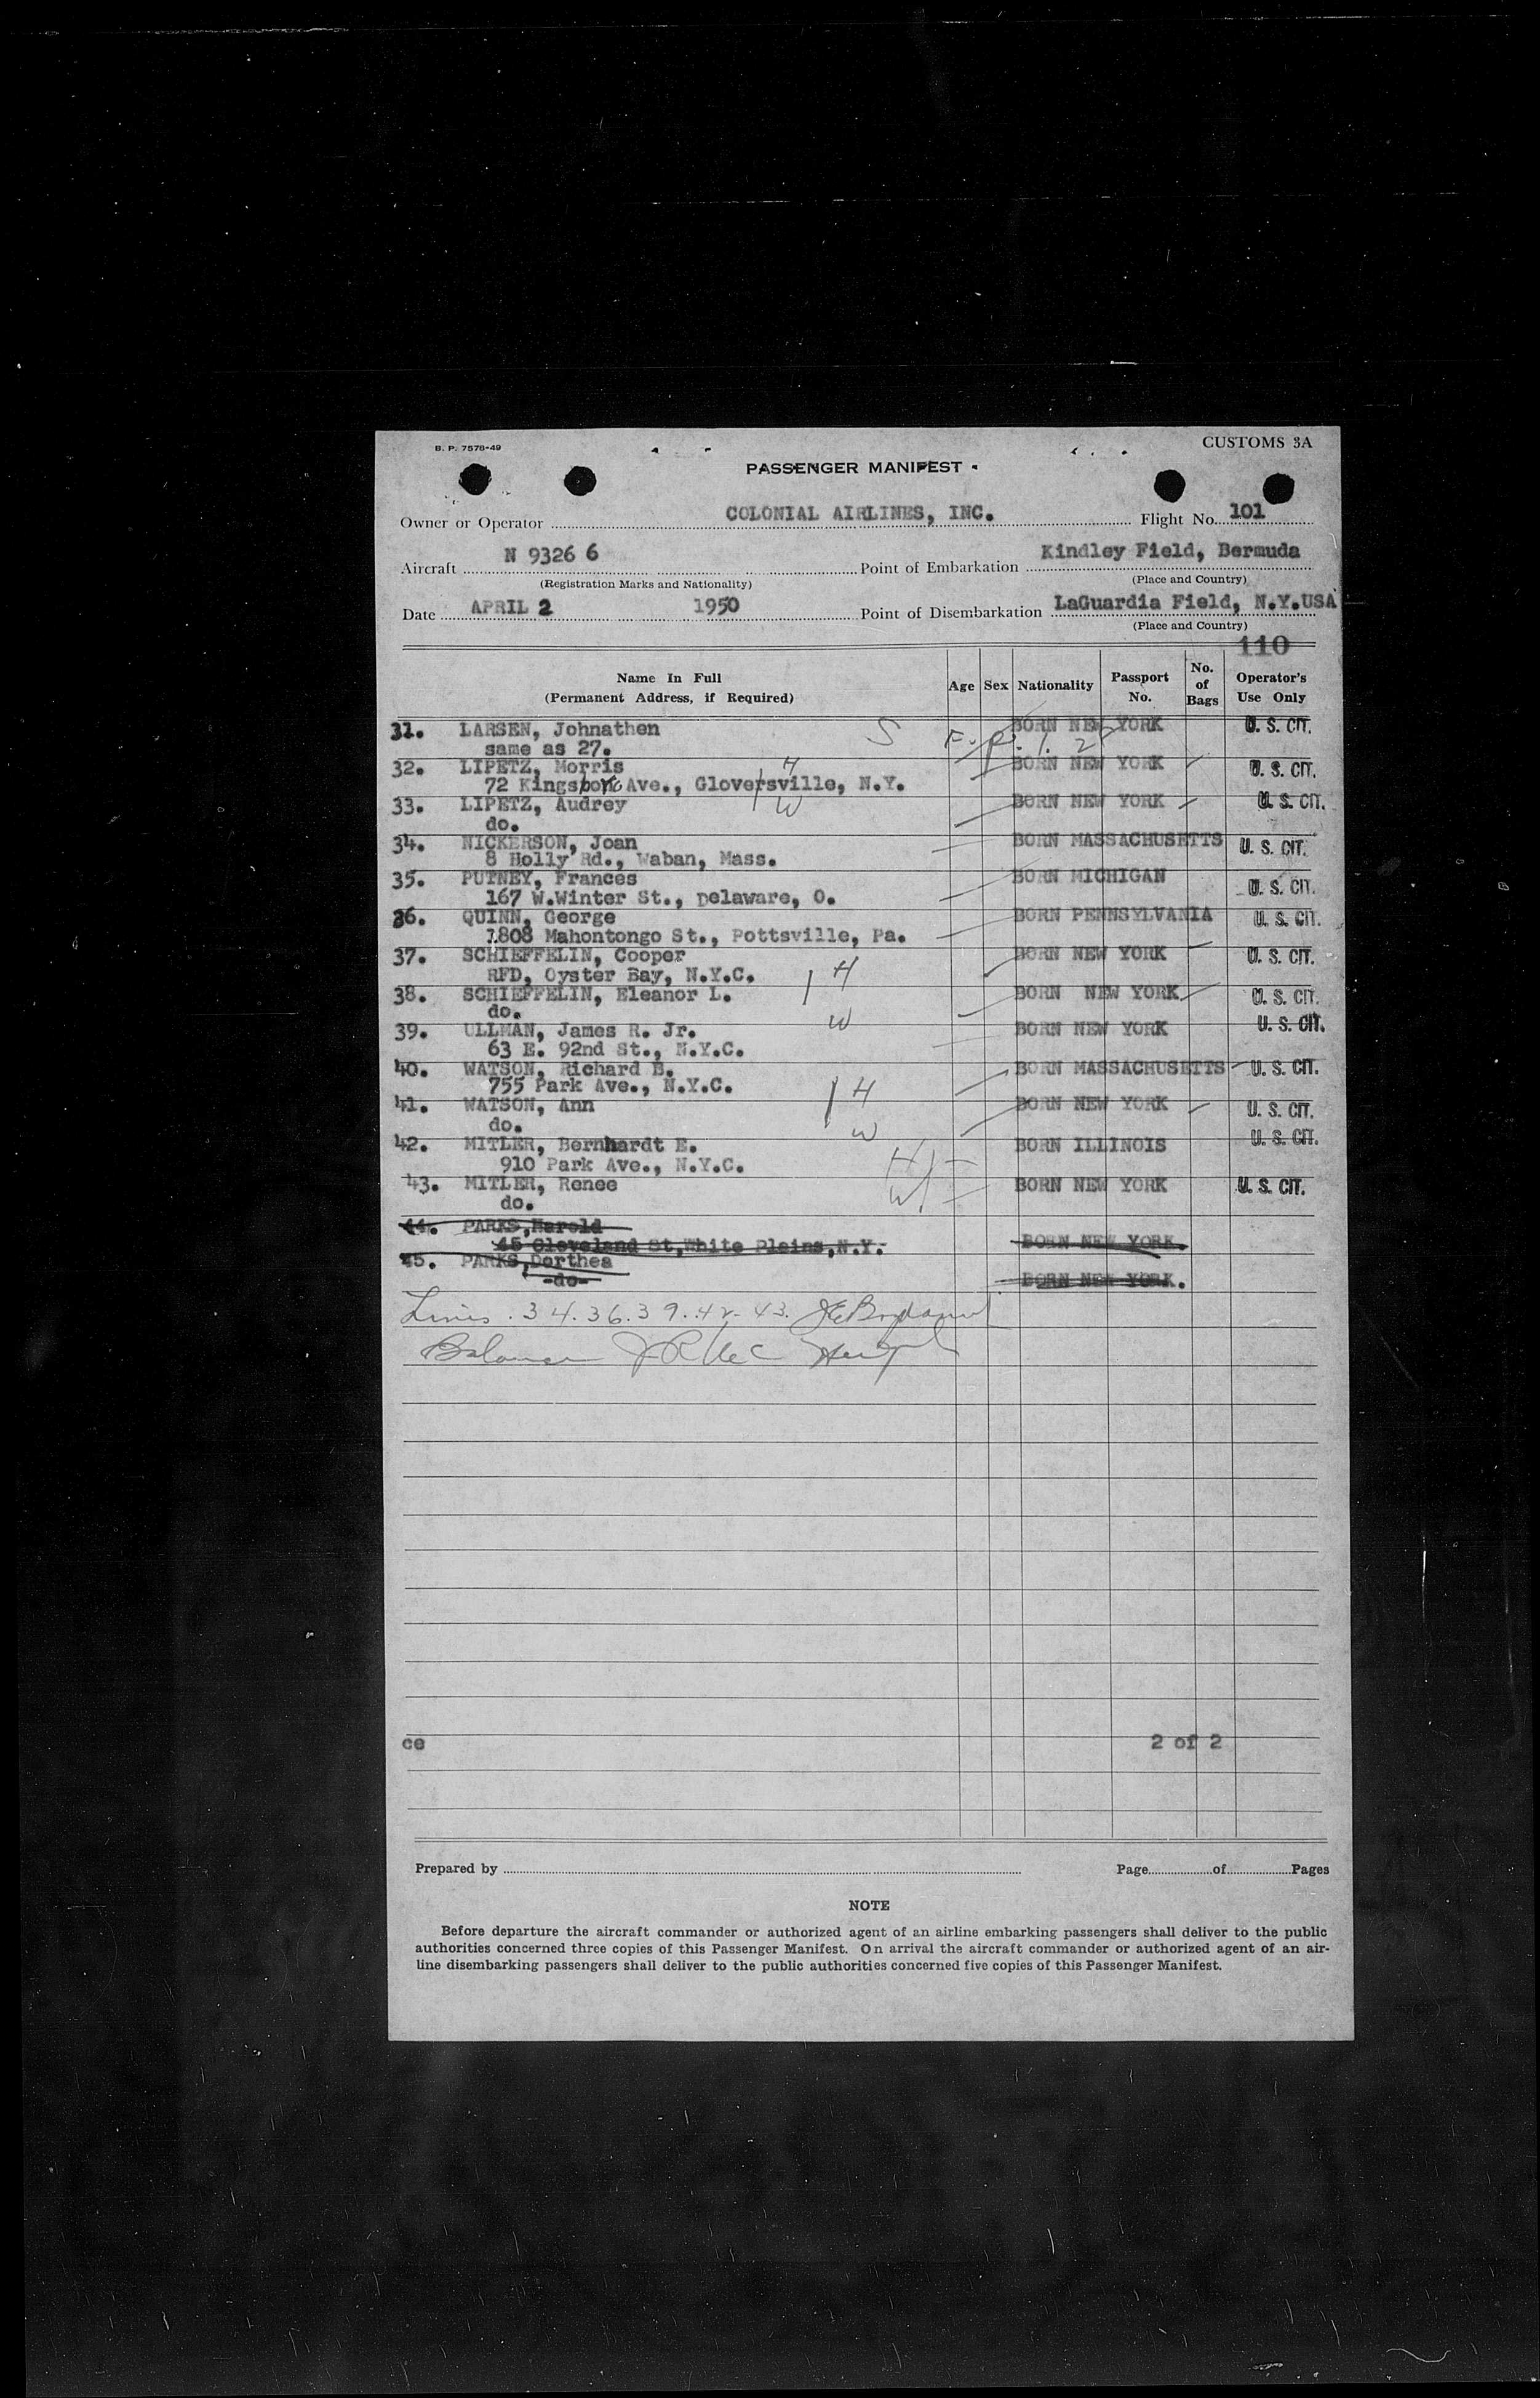 B. P. 7578-49
CUSTOMS 3A
PASSENGER MANIFEST
Owner or Operator COLONIAL AIRLINES, INC. Flight No. 101
Aircraft N 9326 6 Point of Embarkation Kindley Field, Bermuda
(Registration Marks and Nationality) (Place and Country)
Date APRIL 2 1950 Point of Disembarkation LaGuardia Field, N.Y.USA
(Place and Country)
110
Name In Full (Permanent Address, if Required) Age Sex Nationality Passport No. No. of Bags Operator's Use Only
31. LARSEN, Johnathen S BORN NEW YORK U. S. CIT.
same as 27.
32. LIPETZ, Morris H BORN NEW YORK U. S. CIT.
72 Kingsboro Ave., Gloversville, N.Y.
33. LIPETZ, Audrey W BORN NEW YORK U. S. CIT.
do.
34. NICKERSON, Joan BORN MASSACHUSETTS U. S. CIT.
8 Holly Rd., Waban, Mass.
35. PUTNEY, Frances BORN MICHIGAN U. S. CIT.
167 W.Winter St., Delaware, O.
36. QUINN, George BORN PENNSYLVANIA U. S. CIT.
1808 Mahontongo St., Pottsville, Pa.
37. SCHIEFFELIN, Cooper BORN NEW YORK U. S. CIT.
RFD, Oyster Bay, N.Y.C. H
38. SCHIEFFELIN, Eleanor L. BORN NEW YORK U. S. CIT.
do. W
39. ULLMAN, James R. Jr. BORN NEW YORK U. S. CIT.
63 E. 92nd St., N.Y.C.
40. WATSON, Richard B. BORN MASSACHUSETTS U. S. CIT.
755 Park Ave., N.Y.C. H
41. WATSON, Ann BORN NEW YORK U. S. CIT.
do. W
42. MITLER, Bernhardt E. BORN ILLINOIS U. S. CIT.
910 Park Ave., N.Y.C. H
43. MITLER, Renee W BORN NEW YORK U. S. CIT.
do.
44. PARKS, Harold
45 Cleveland St,White Plains,N.Y. BORN NEW YORK.
45. PARKS,Dorthea
-do- BORN NEW YORK.
Lines. 34. 36. 39. 42. 43.
Balance
ce 2 of 2
Prepared by Page of Pages
NOTE
Before departure the aircraft commander or authorized agent of an airline embarking passengers shall deliver to the public
authorities concerned three copies of this Passenger Manifest. On arrival the aircraft commander or authorized agent of an air-
line disembarking passengers shall deliver to the public authorities concerned five copies of this Passenger Manifest.